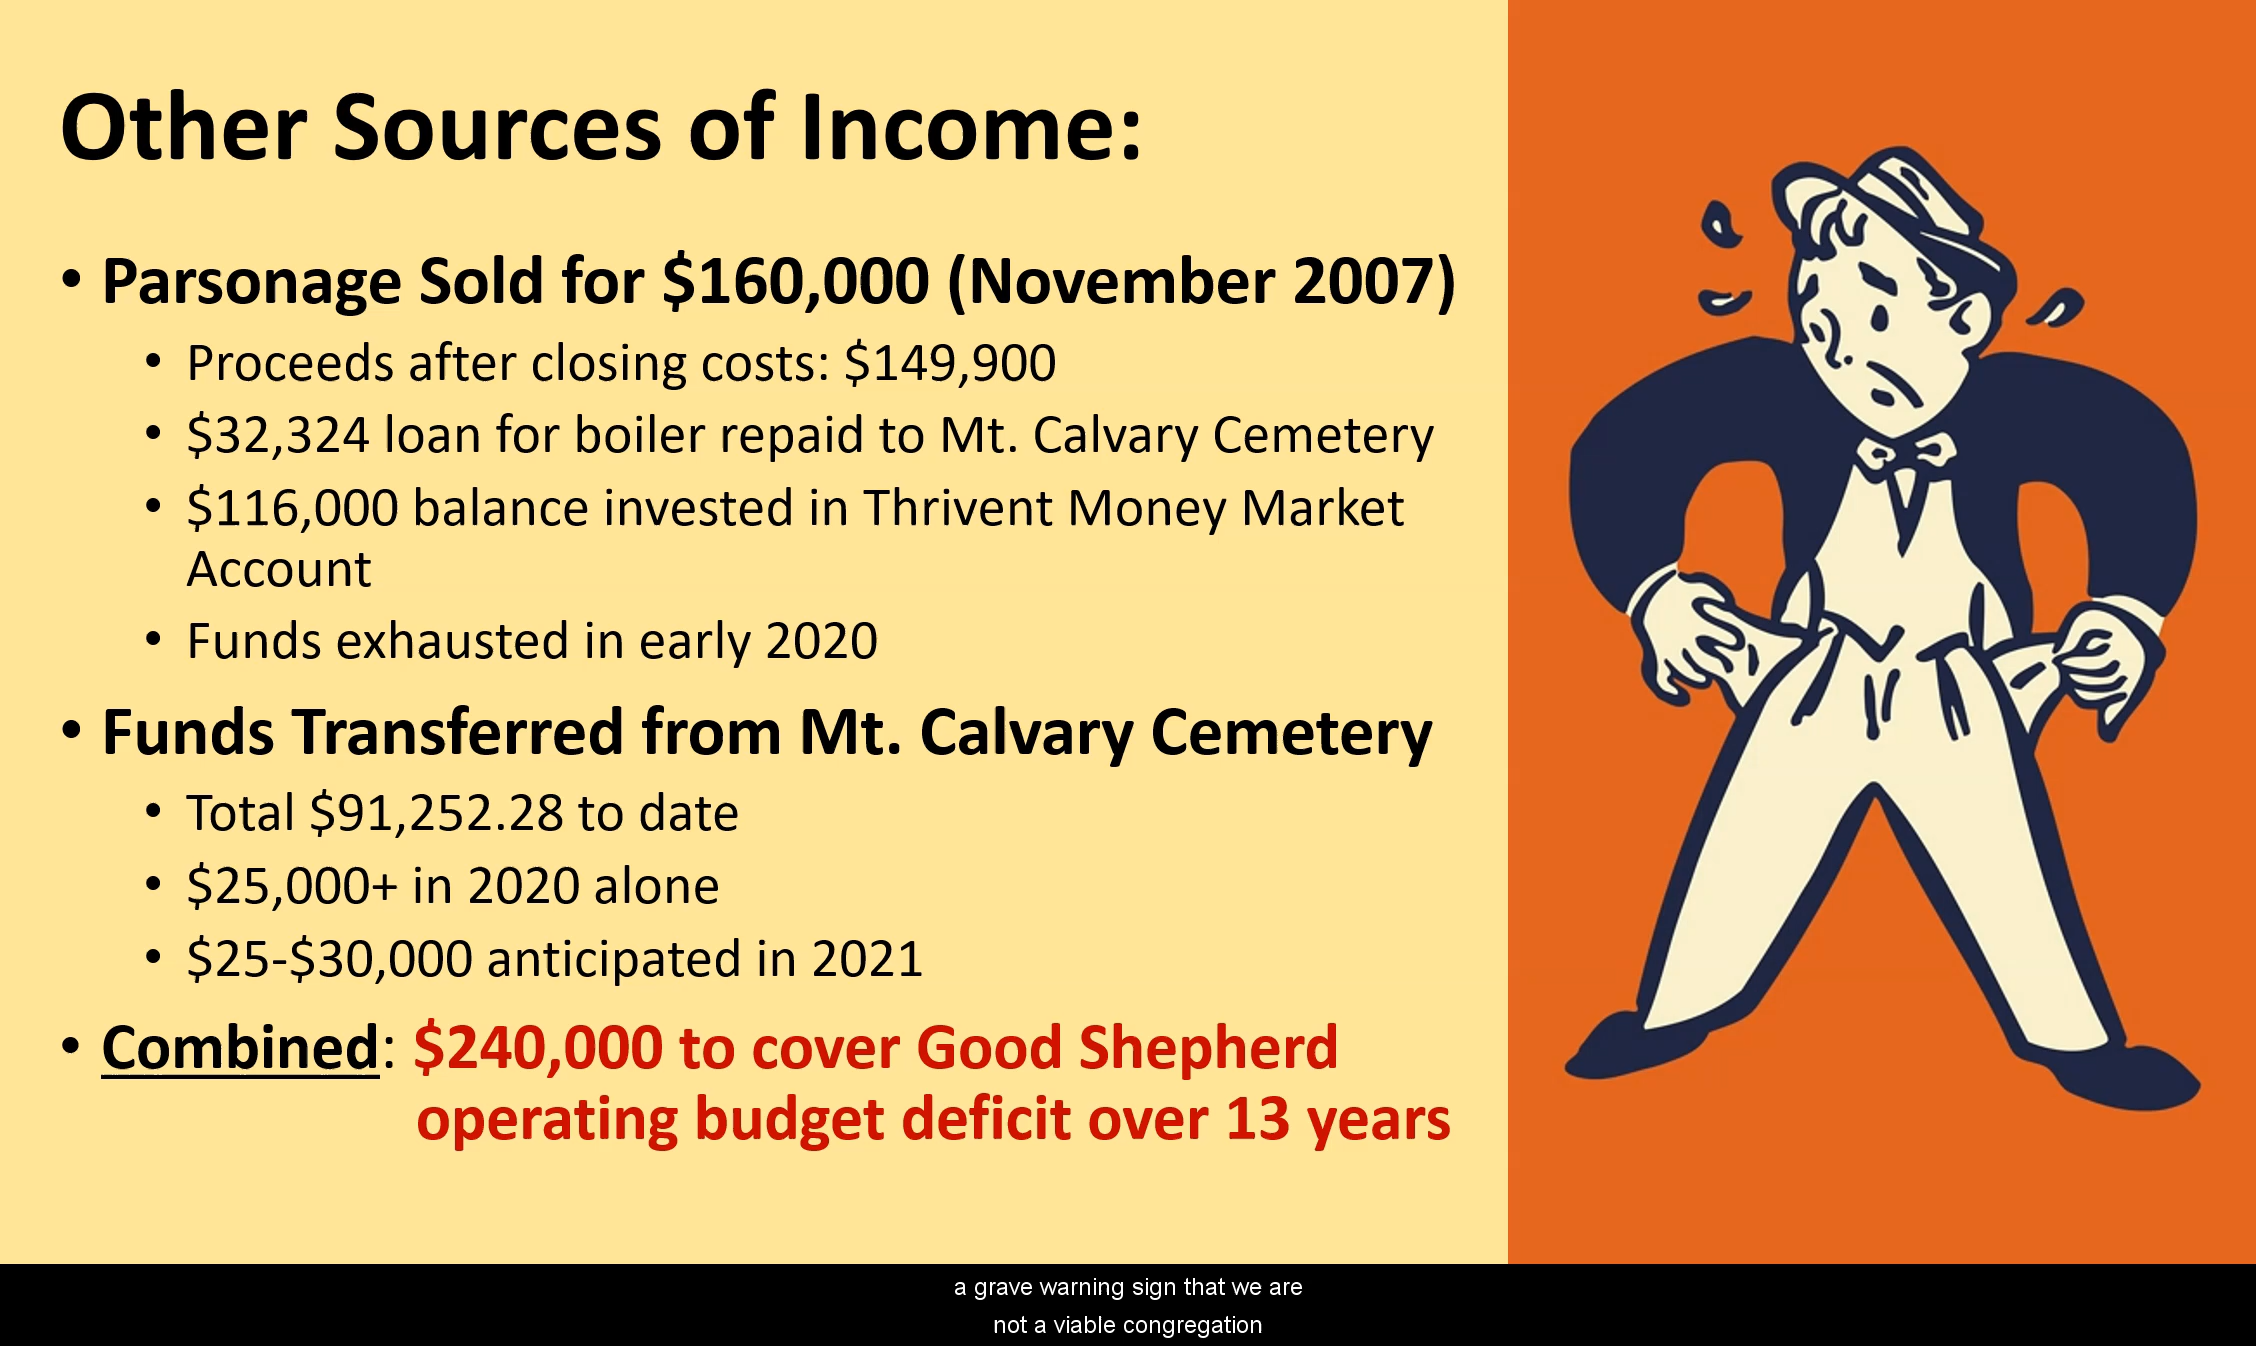 Other Sources of Income:
• Parsonage Sold for $160,000 (November 2007)
• Proceeds after closing costs: $149,900
• $32,324 loan for boiler repaid to Mt. Calvary Cemetery
• $116,000 balance invested in Thrivent Money Market
Account
• Funds exhausted in early 2020
• Funds Transferred from Mt. Calvary Cemetery
• Total $91,252.28 to date
• $25,000+ in 2020 alone
• $25-$30,000 anticipated in 2021
• Combined: $240,000 to cover Good Shepherd
operating budget deficit over 13 years
a grave warning sign that we are
not a viable congregation